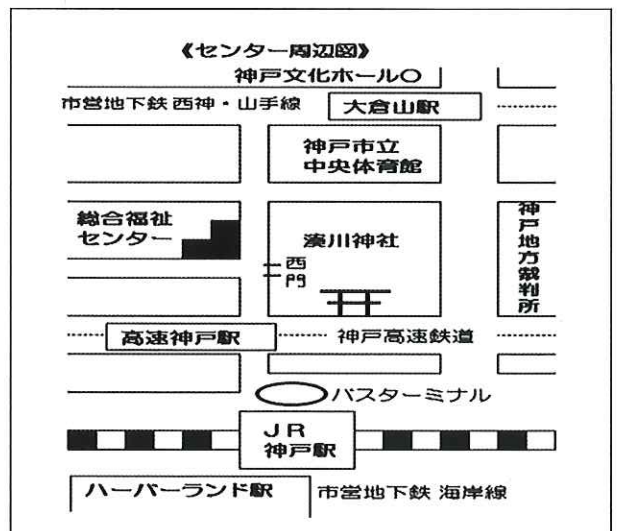 《センター周辺図》
神戸文化ホール〇
市営地下鉄 西神・山手線
大倉山駅
神戸市立
中央体育館
総合福祉
センター
湊川神社
西門
神戸地方裁判所
高速神戸駅
神戸高速鉄道
バスターミナル
JR
神戸駅
ハーバーランド駅
市営地下鉄 海岸線